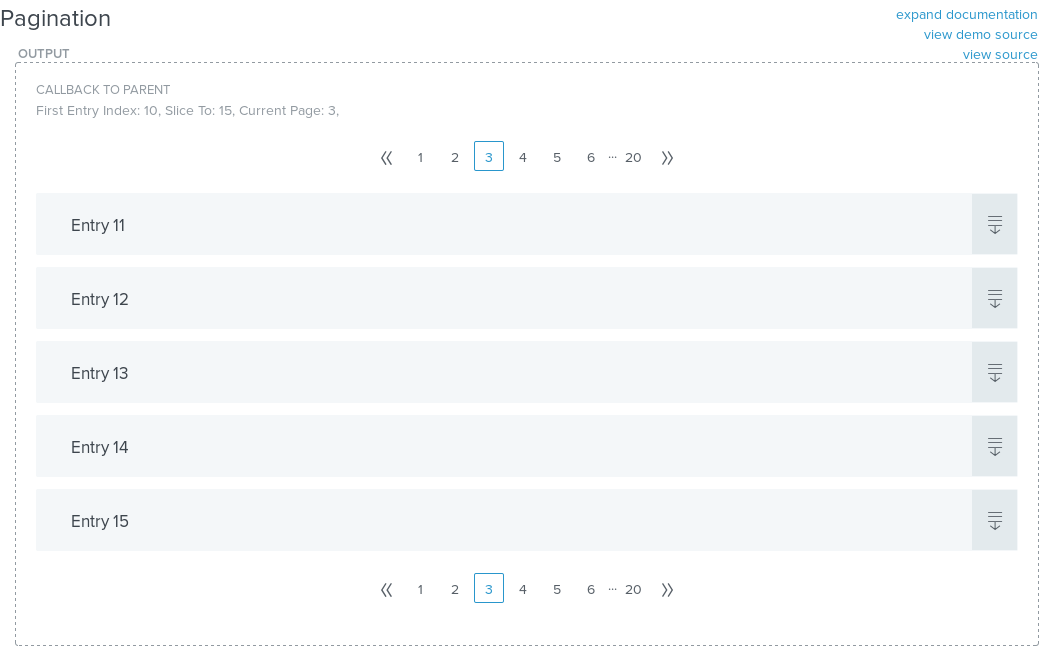 Pagination
expand documentation
view demo source
view source
OUTPUT
CALLBACK TO PARENT
First Entry Index: 10, Slice To: 15, Current Page: 3,
1 2 3 4 5 6 ... 20
Entry 11
Entry 12
Entry 13
Entry 14
Entry 15
1 2 3 4 5 6 ... 20